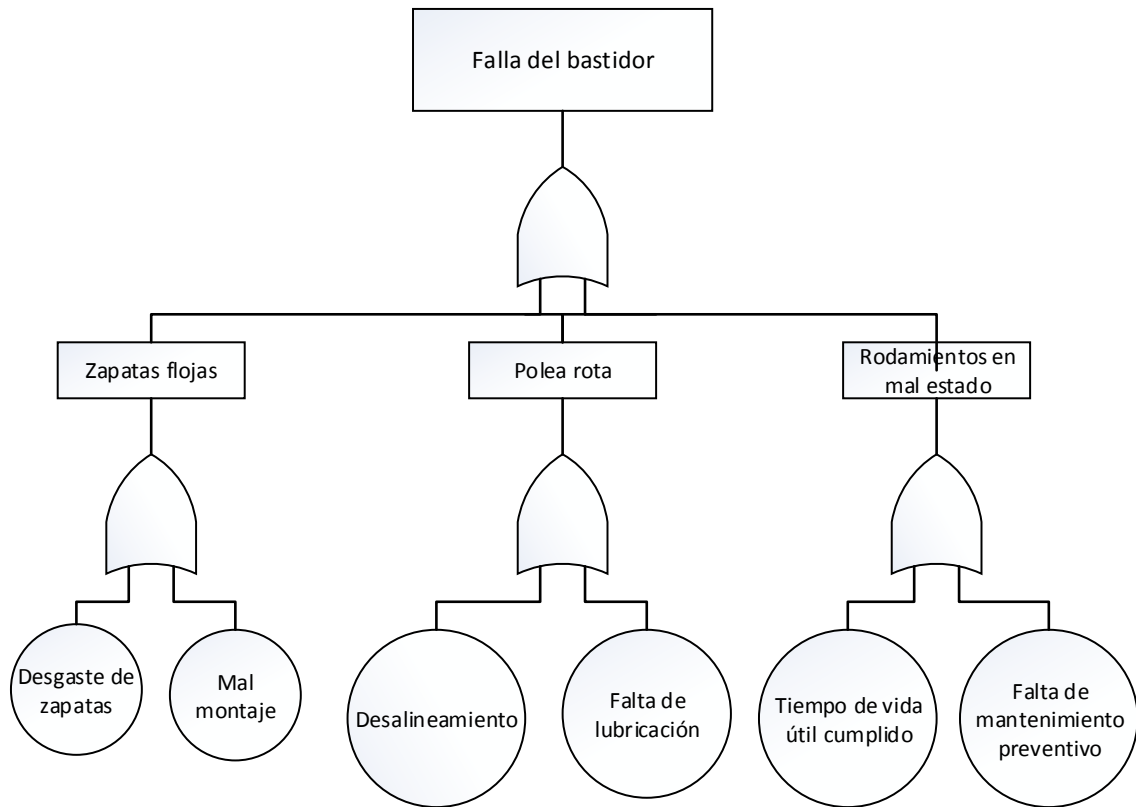 Falla del bastidor
Zapatas flojas
Polea rota
Rodamientos en
mal estado
Desgaste de
zapatas
Mal
montaje
Desalineamiento
Falta de
lubricación
Tiempo de vida
útil cumplido
Falta de
mantenimiento
preventivo